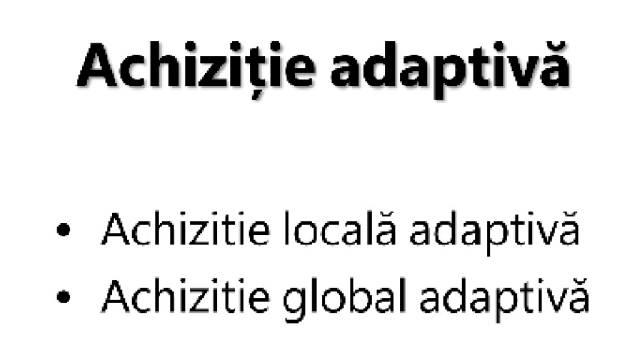 Achiziție adaptivă
• Achizitie locală adaptivă
• Achizitie global adaptivă